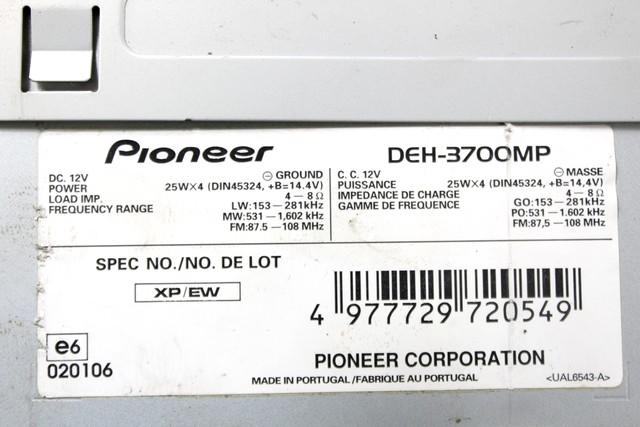 Pioneer DEH-3700MP
DC. 12V ⊖ GROUND
POWER 25W×4 (DIN45324, +B=14.4V)
LOAD IMP. 4 – 8 Ω
FREQUENCY RANGE LW:153 – 281kHz
MW:531 – 1,602 kHz
FM:87.5 – 108 MHz
C. C. 12V ⊖ MASSE
PUISSANCE 25W×4 (DIN45324, +B=14,4V)
IMPEDANCE DE CHARGE 4 – 8 Ω
GAMME DE FREQUENCE GO:153 – 281kHz
PO:531 – 1.602 kHz
FM:87,5 – 108 MHz
SPEC NO./NO. DE LOT
XP/EW
4 977729 720549
e6
020106
PIONEER CORPORATION
MADE IN PORTUGAL/FABRIQUE AU PORTUGAL <UAL6543-A>